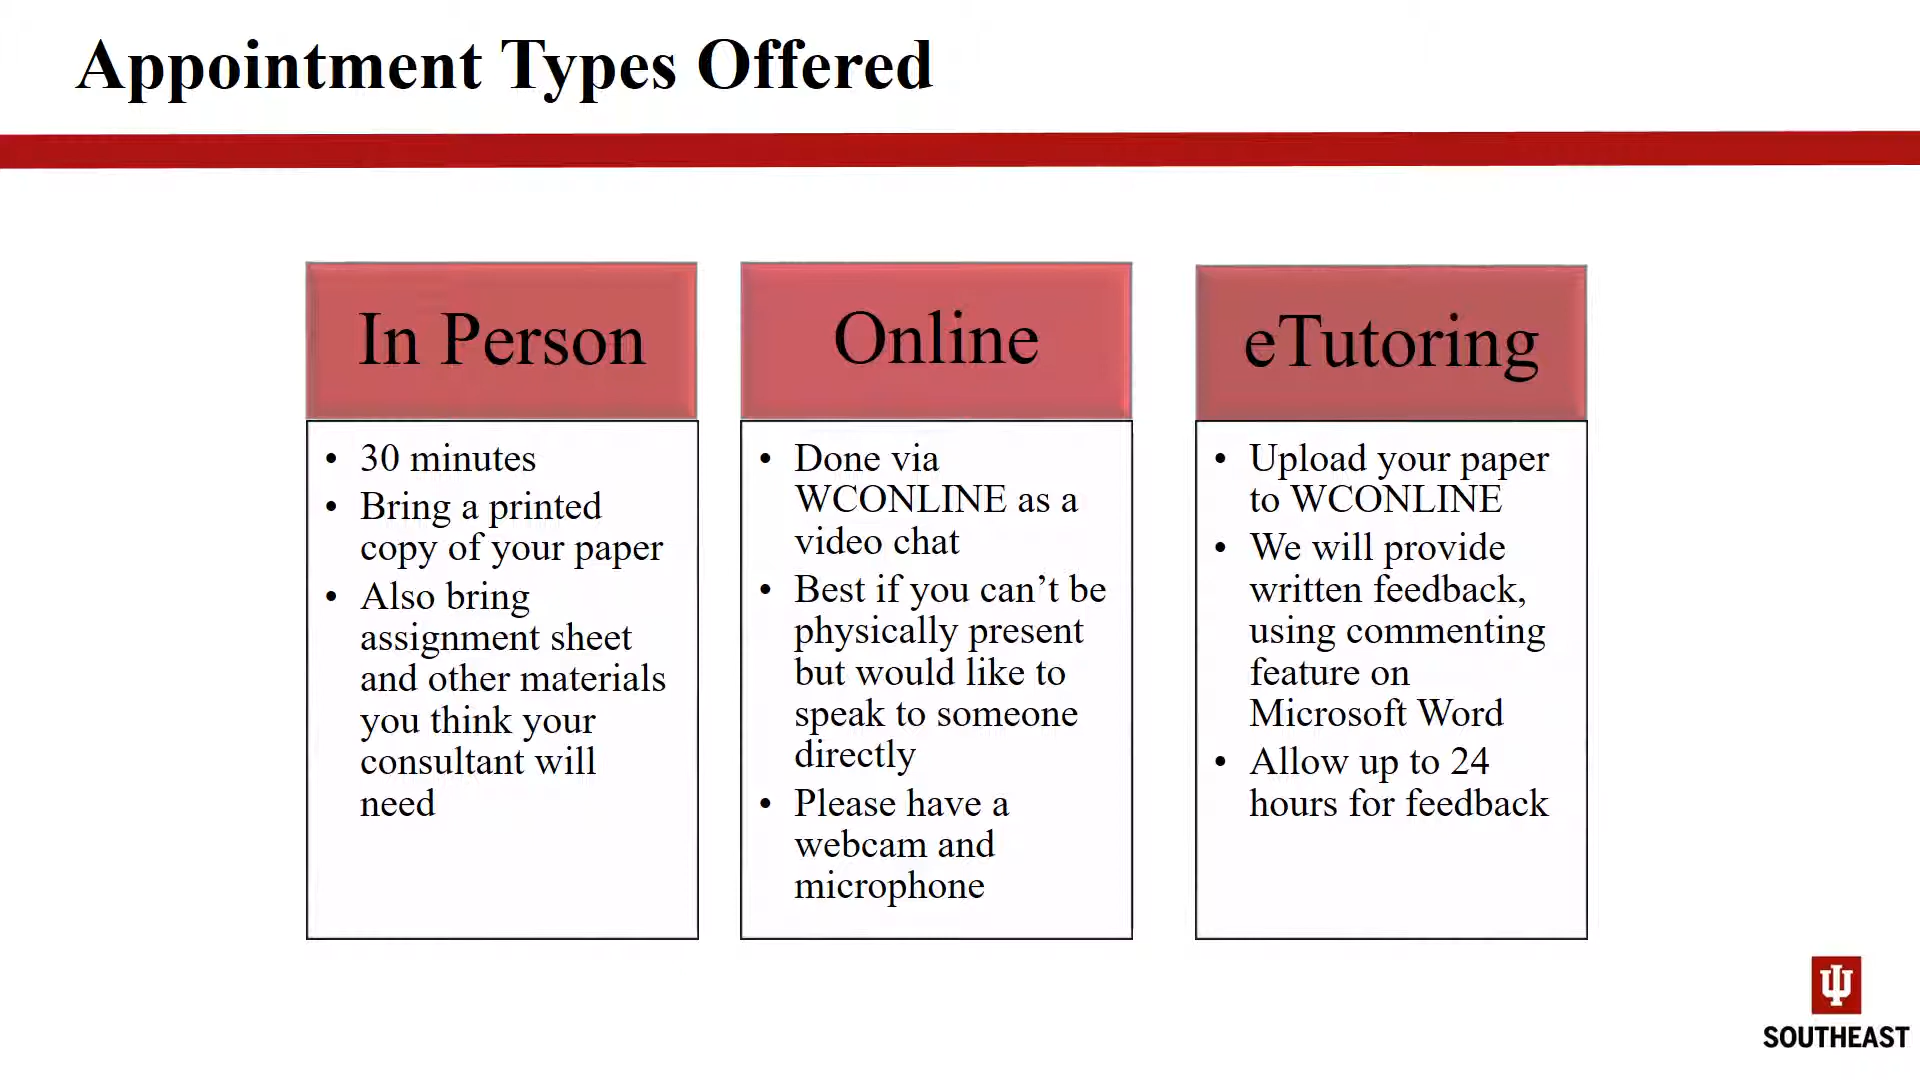 Appointment Types Offered
In Person
• 30 minutes
• Bring a printed
copy of your paper
• Also bring
assignment sheet
and other materials
you think your
consultant will
need
Online
• Done via
WCONLINE as a
video chat
• Best if you can’t be
physically present
but would like to
speak to someone
directly
• Please have a
webcam and
microphone
eTutoring
• Upload your paper
to WCONLINE
• We will provide
written feedback,
using commenting
feature on
Microsoft Word
• Allow up to 24
hours for feedback
SOUTHEAST